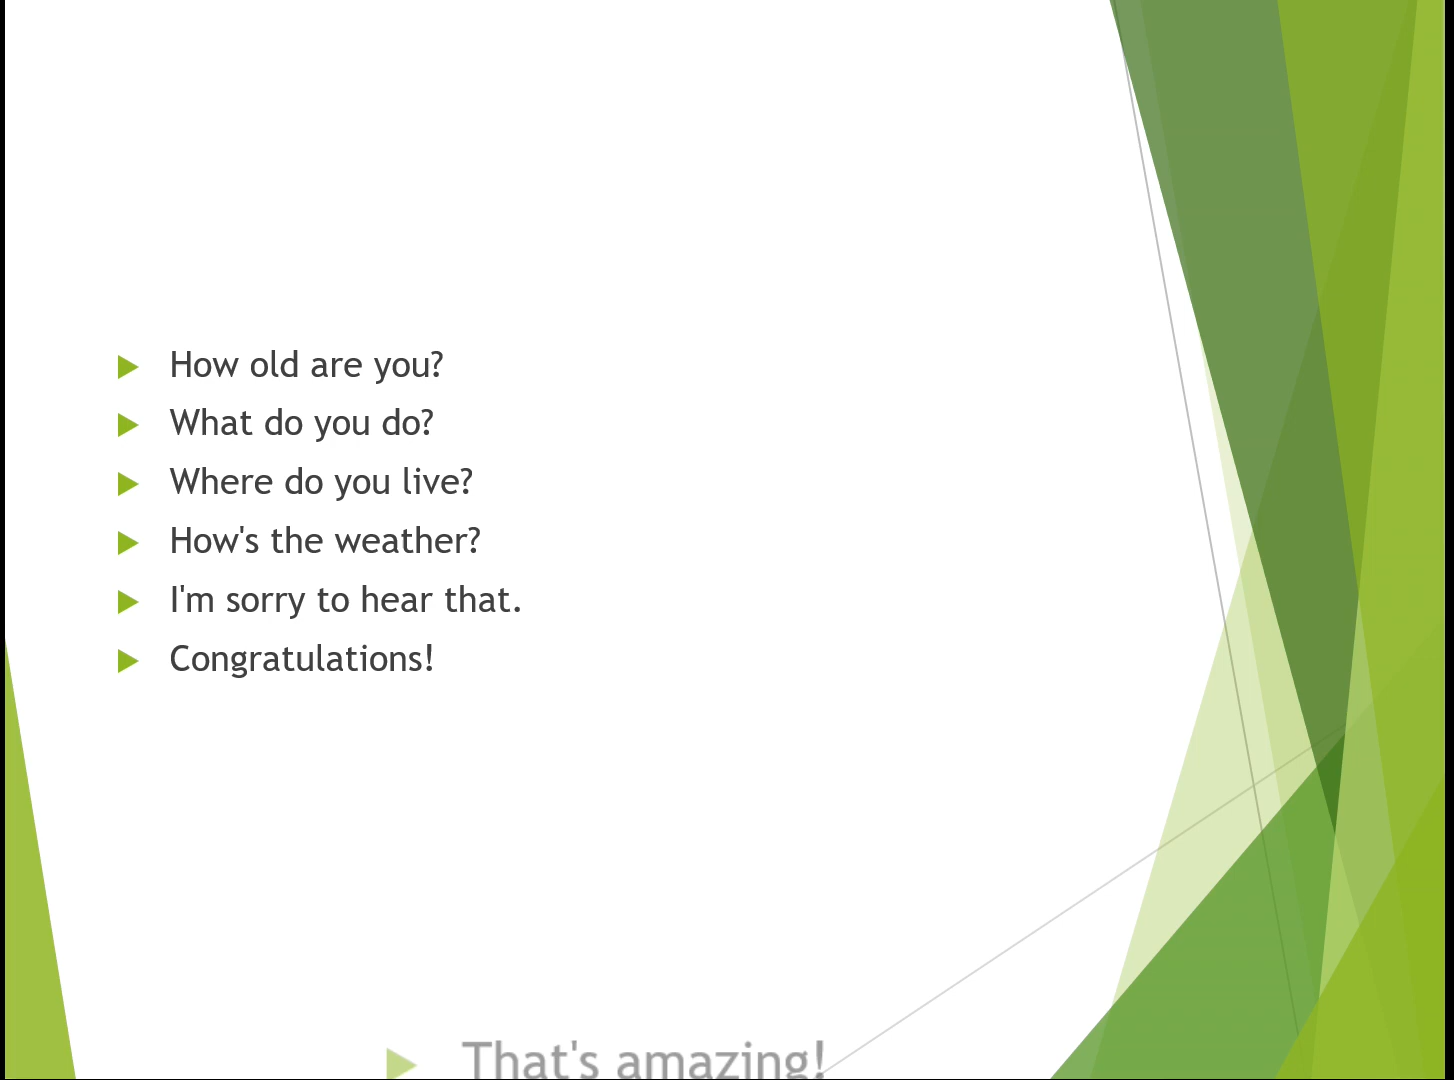 How old are you?
What do you do?
Where do you live?
How's the weather?
I'm sorry to hear that.
Congratulations!
That's amazing!